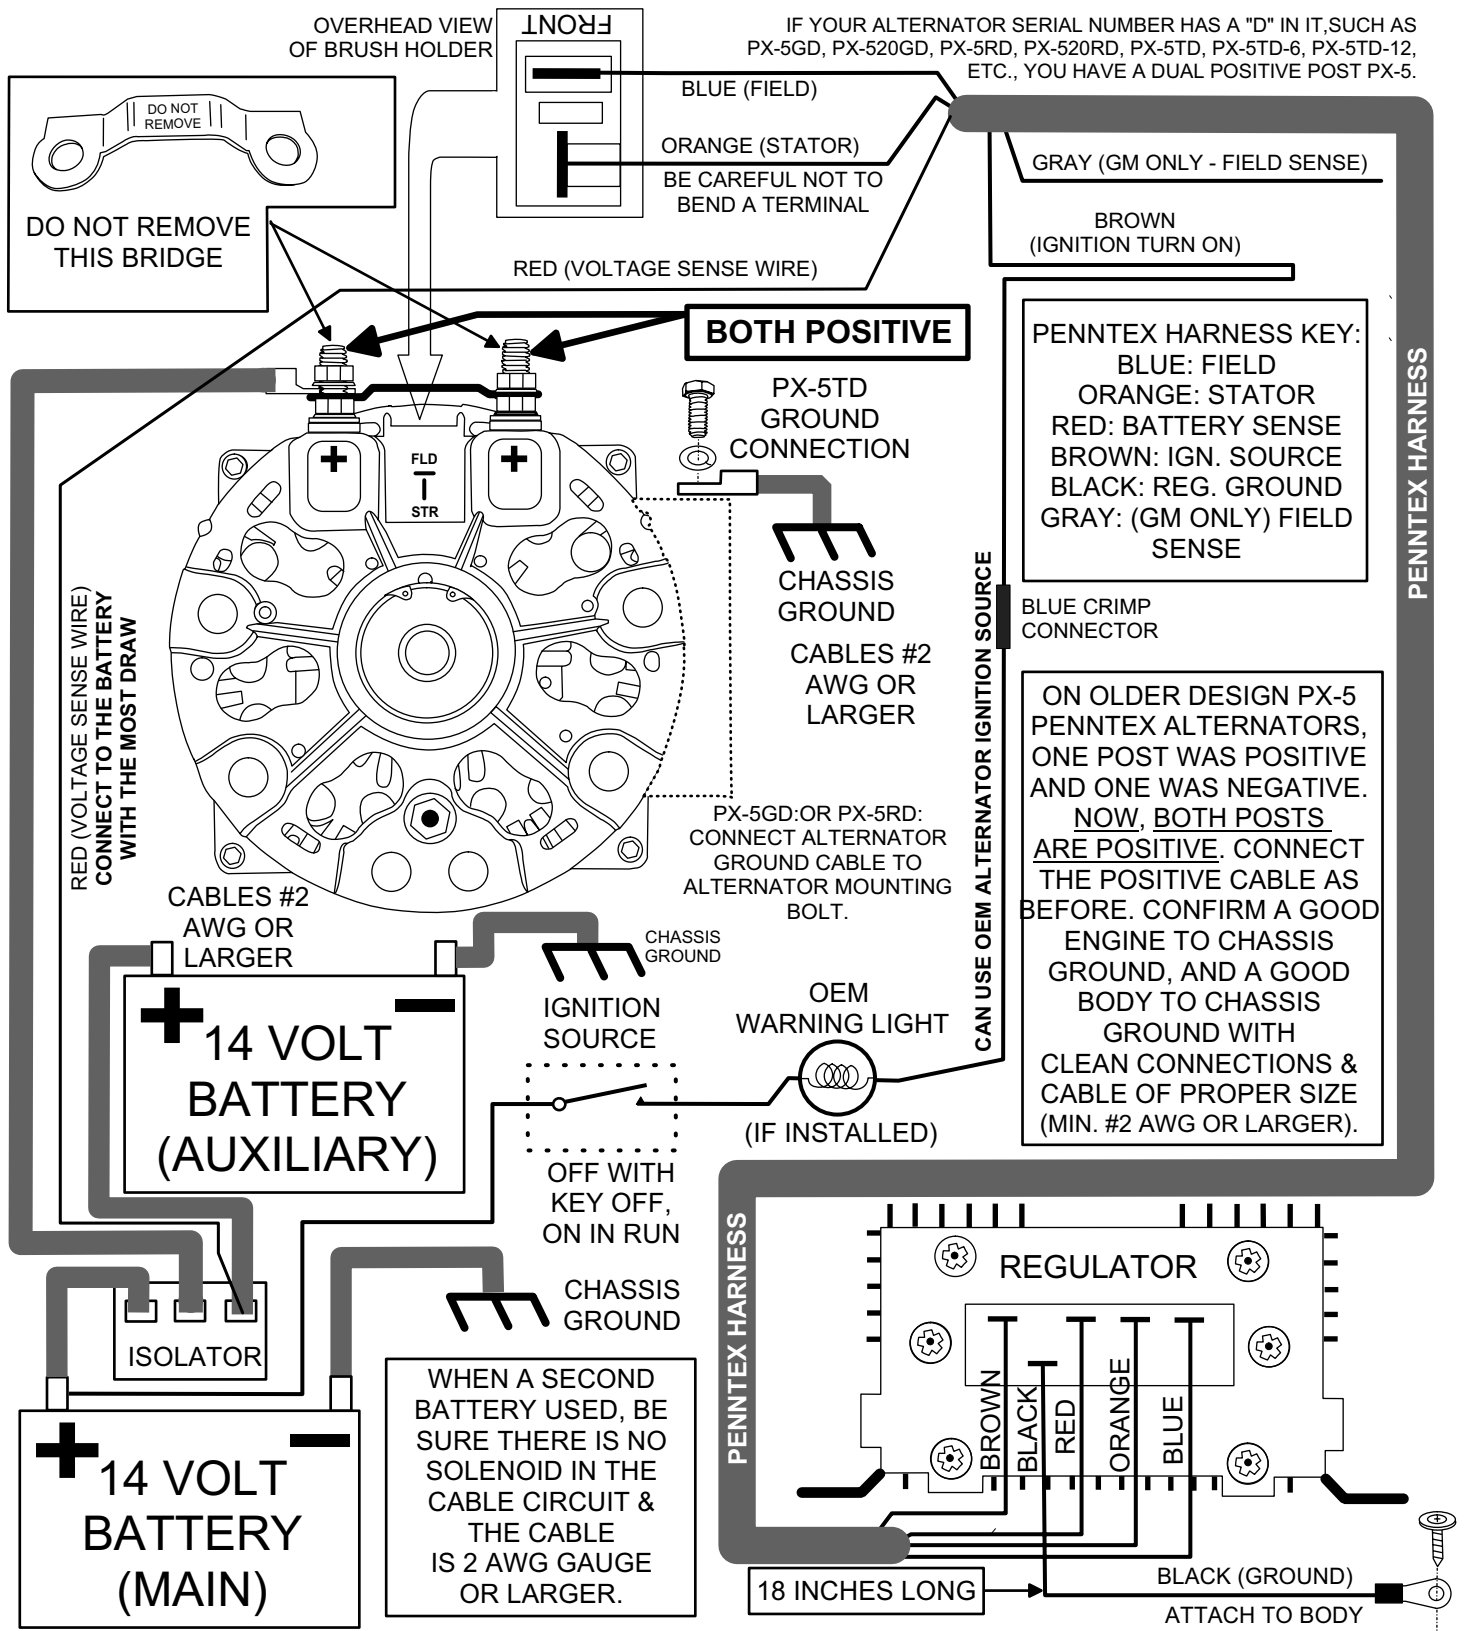 OVERHEAD VIEW
OF BRUSH HOLDER
FRONT
IF YOUR ALTERNATOR SERIAL NUMBER HAS A "D" IN IT,SUCH AS
PX-5GD, PX-520GD, PX-5RD, PX-520RD, PX-5TD, PX-5TD-6, PX-5TD-12,
ETC., YOU HAVE A DUAL POSITIVE POST PX-5.
DO NOT
REMOVE
DO NOT REMOVE
THIS BRIDGE
BLUE (FIELD)
ORANGE (STATOR)
BE CAREFUL NOT TO
BEND A TERMINAL
RED (VOLTAGE SENSE WIRE)
GRAY (GM ONLY - FIELD SENSE)
BROWN
(IGNITION TURN ON)
BOTH POSITIVE
PENNTEX HARNESS KEY:
BLUE: FIELD
ORANGE: STATOR
RED: BATTERY SENSE
BROWN: IGN. SOURCE
BLACK: REG. GROUND
GRAY: (GM ONLY) FIELD
SENSE
PENNTEX HARNESS
PX-5TD
GROUND
CONNECTION
+
+
FLD
STR
CHASSIS
GROUND
CABLES #2
AWG OR
LARGER
BLUE CRIMP
CONNECTOR
CAN USE OEM ALTERNATOR IGNITION SOURCE
RED (VOLTAGE SENSE WIRE)
CONNECT TO THE BATTERY
WITH THE MOST DRAW
ON OLDER DESIGN PX-5
PENNTEX ALTERNATORS,
ONE POST WAS POSITIVE
AND ONE WAS NEGATIVE.
NOW, BOTH POSTS
ARE POSITIVE. CONNECT
THE POSITIVE CABLE AS
BEFORE. CONFIRM A GOOD
ENGINE TO CHASSIS
GROUND, AND A GOOD
BODY TO CHASSIS
GROUND WITH
CLEAN CONNECTIONS &
CABLE OF PROPER SIZE
(MIN. #2 AWG OR LARGER).
PX-5GD:OR PX-5RD:
CONNECT ALTERNATOR
GROUND CABLE TO
ALTERNATOR MOUNTING
BOLT.
CABLES #2
AWG OR
LARGER
CHASSIS
GROUND
+
14 VOLT
BATTERY
(AUXILIARY)
IGNITION
SOURCE
OEM
WARNING LIGHT
(IF INSTALLED)
OFF WITH
KEY OFF,
ON IN RUN
CHASSIS
GROUND
ISOLATOR
+
14 VOLT
BATTERY
(MAIN)
WHEN A SECOND
BATTERY USED, BE
SURE THERE IS NO
SOLENOID IN THE
CABLE CIRCUIT &
THE CABLE
IS 2 AWG GAUGE
OR LARGER.
PENNTEX HARNESS
REGULATOR
BROWN
BLACK
RED
ORANGE
BLUE
18 INCHES LONG
BLACK (GROUND)
ATTACH TO BODY